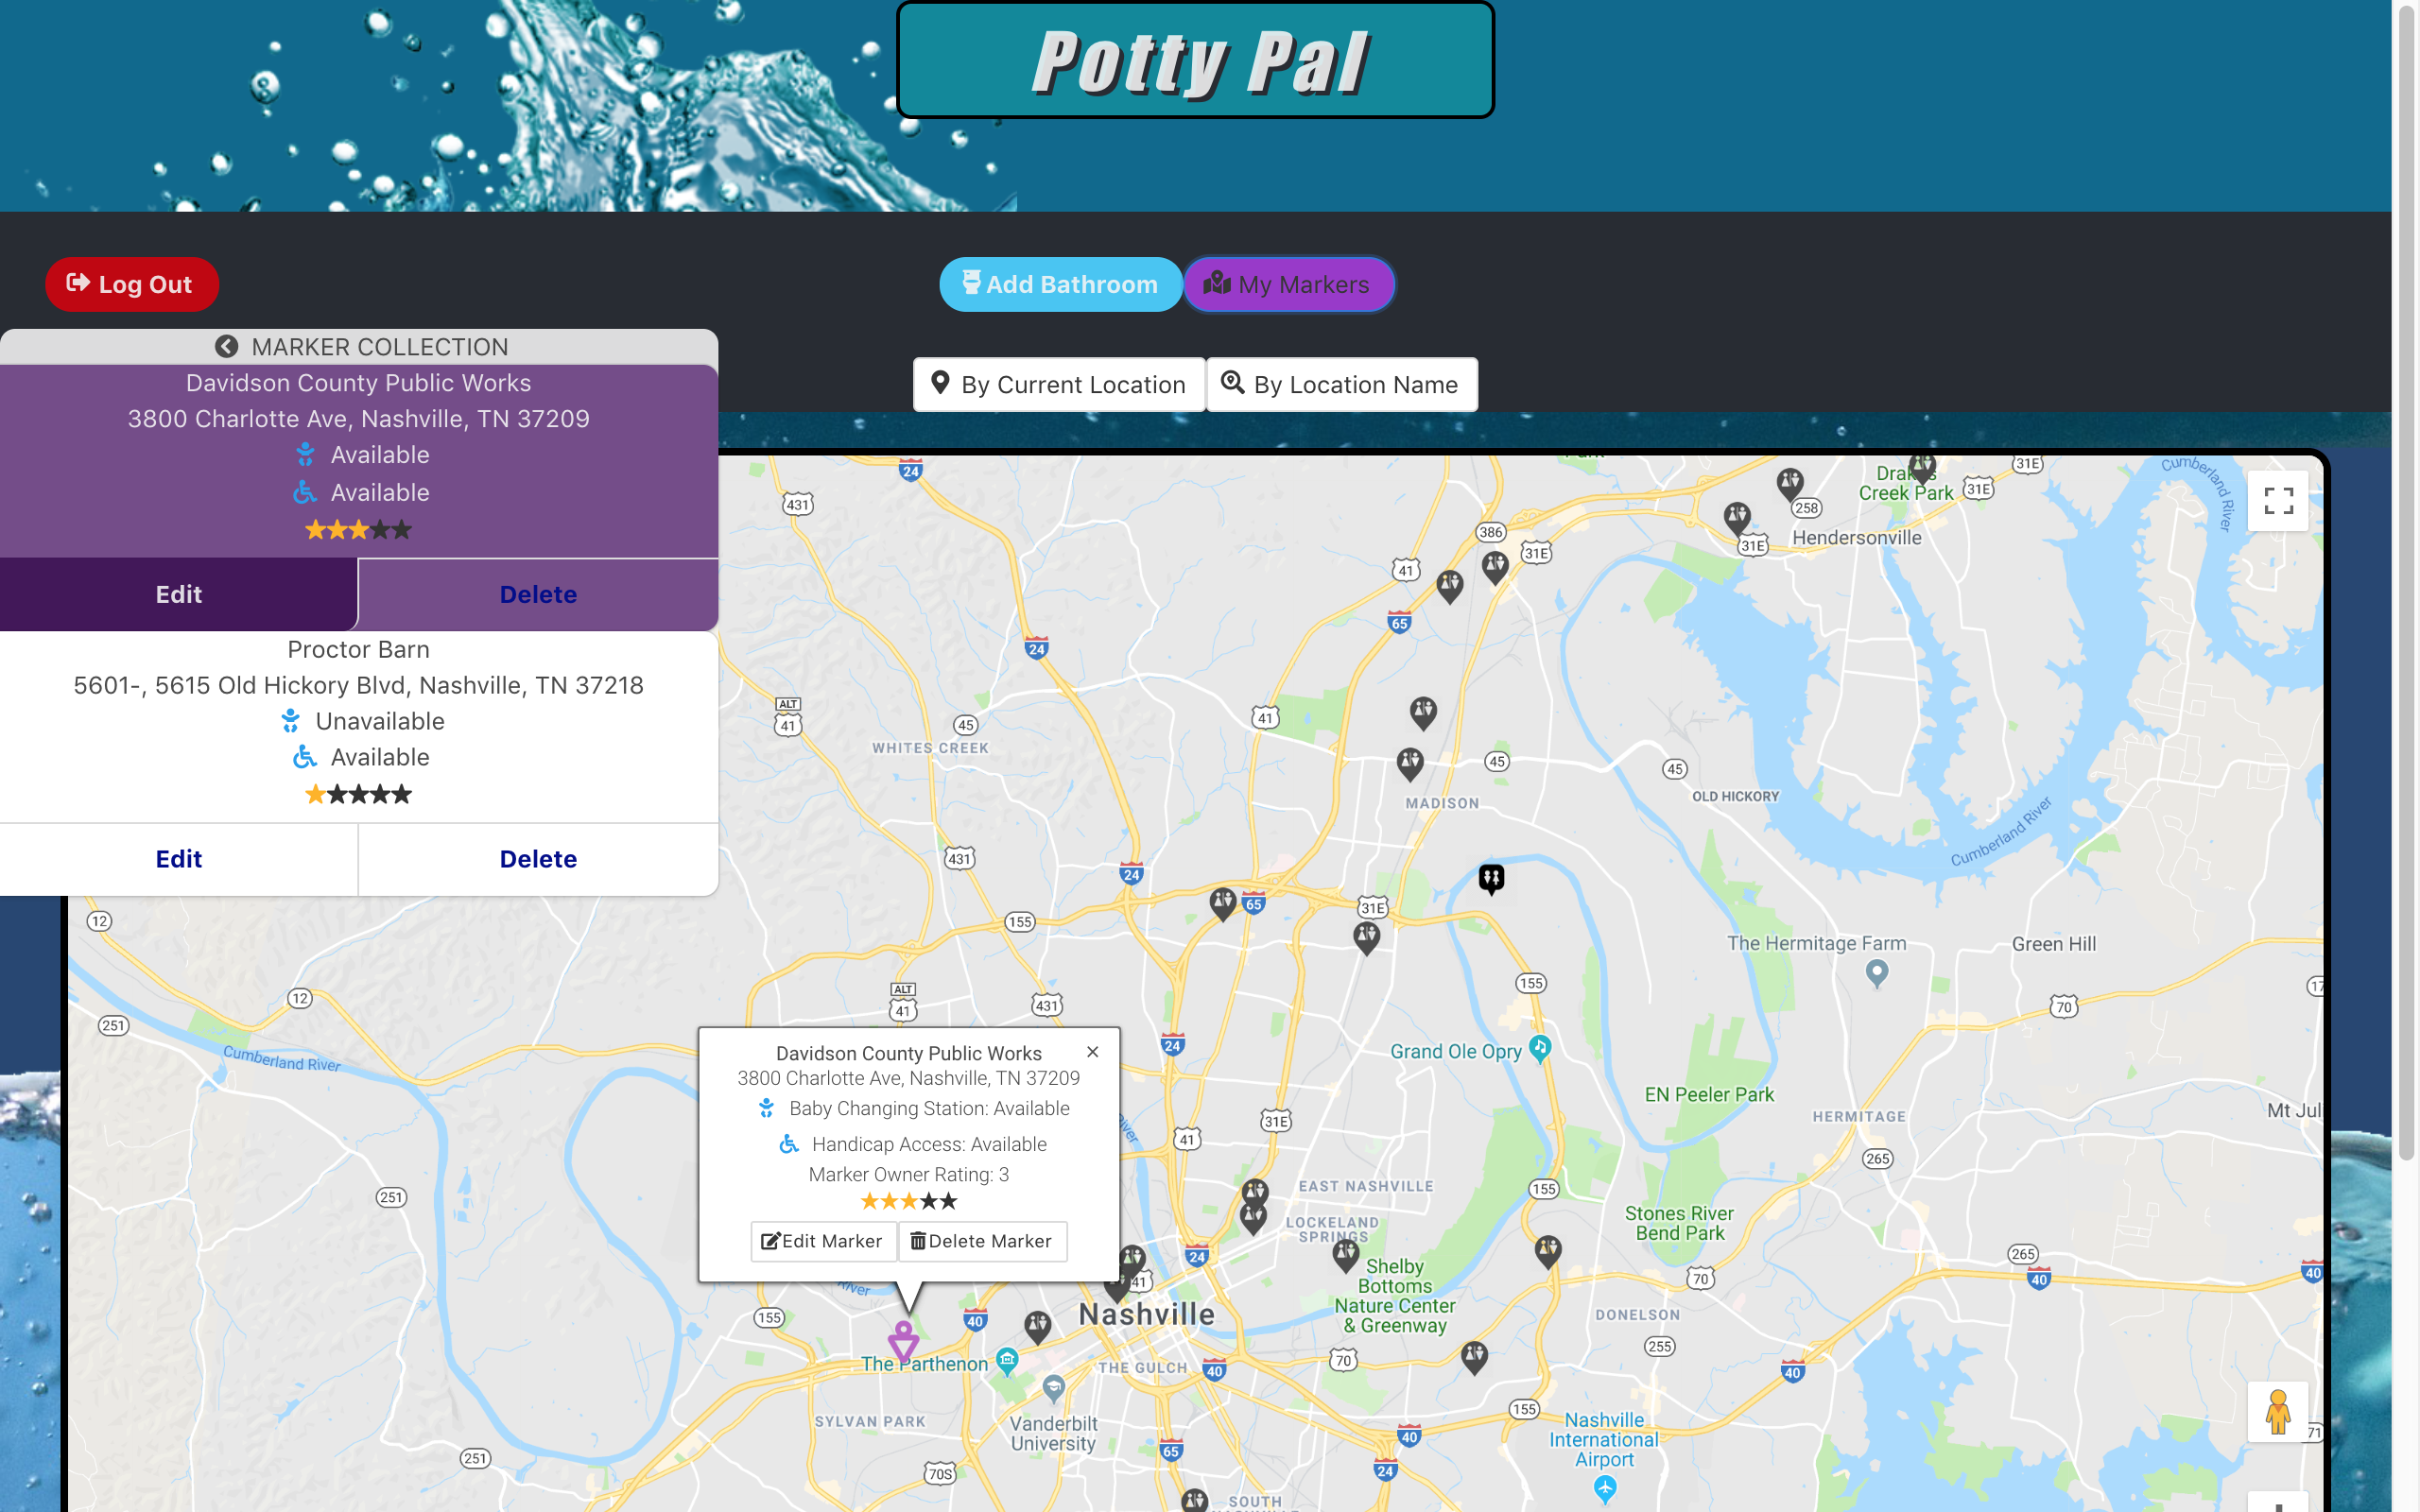 Potty Pal
Log Out
Add Bathroom
My Markers
MARKER COLLECTION
By Current Location
By Location Name
Davidson County Public Works
3800 Charlotte Ave, Nashville, TN 37209
Available
Available
Edit
Delete
Proctor Barn
5601-, 5615 Old Hickory Blvd, Nashville, TN 37218
Unavailable
Available
Edit
Delete
24
431
386
31E
41
65
258
31E
31E
31E
Drakes
Creek Park
Hendersonville
Cumberland River
24
ALT
41
45
41
WHITES CREEK
45
45
MADISON
OLD HICKORY
Cumberland River
431
24
65
31E
12
155
The Hermitage Farm
Green Hill
12
251
ALT
41
431
155
70
17
Cumberland River
24
Grand Ole Opry
EN Peeler Park
HERMITAGE
Mt Jul
Davidson County Public Works
3800 Charlotte Ave, Nashville, TN 37209
Baby Changing Station: Available
Handicap Access: Available
Marker Owner Rating: 3
Edit Marker
Delete Marker
31E
41
265
251
EAST NASHVILLE
155
LOCKELAND
SPRINGS
Stones River
Bend Park
24
41
265
40
40
70
River
Shelby
Bottoms
Nature Center
& Greenway
155
40
Nashville
DONELSON
255
The Parthenon
THE GULCH
40
70
40
SYLVAN PARK
Vanderbilt
University
155
Nashville
International
Airport
71
251
70S
65
40
24
SOUTH